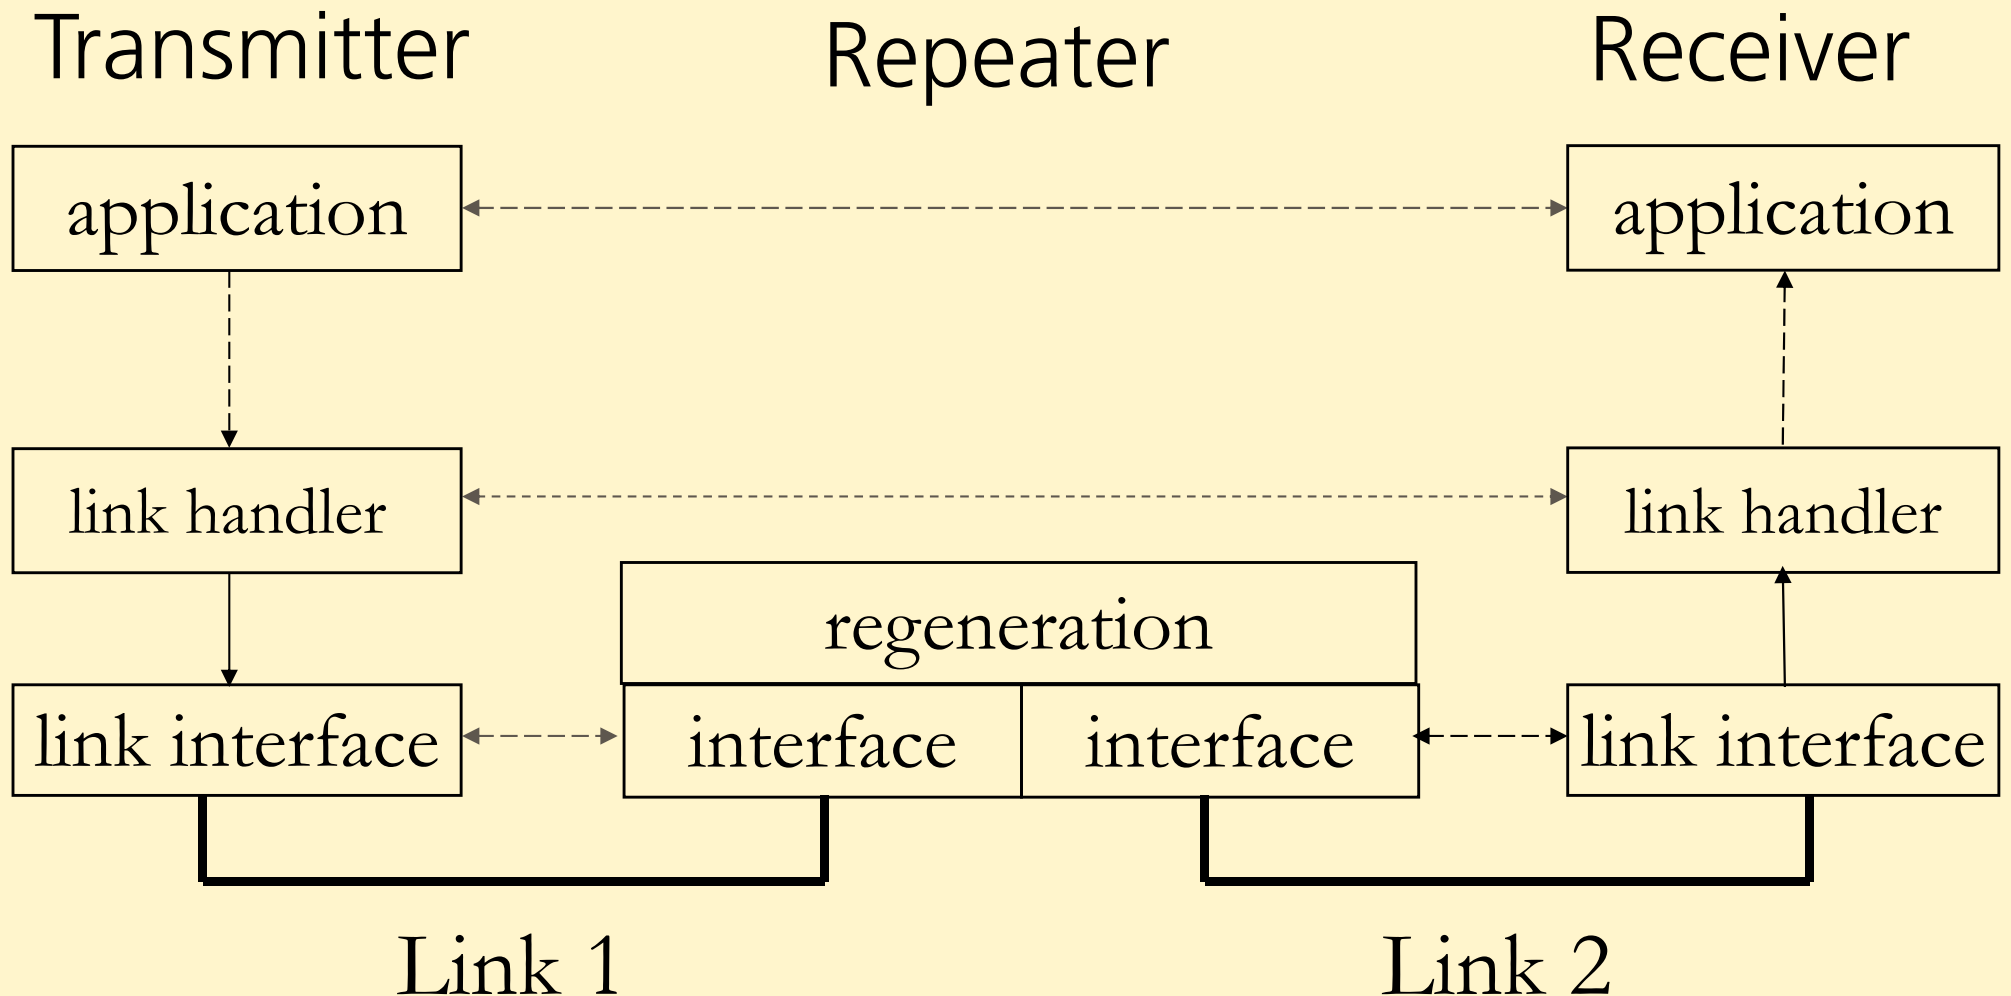 Transmitter
Repeater
Receiver
application
application
link handler
link handler
regeneration
link interface
interface
interface
link interface
Link 1
Link 2